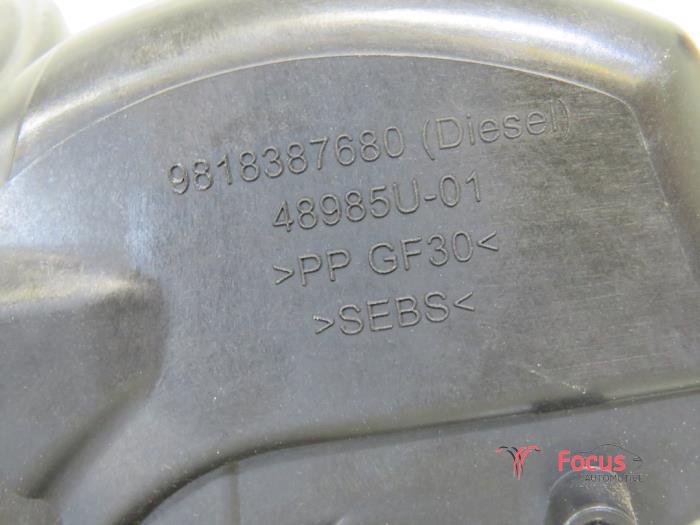 9818387680 (Diesel)
48985U-01
>PP GF30<
>SEBS<
Focus
AUTOMOTIVE